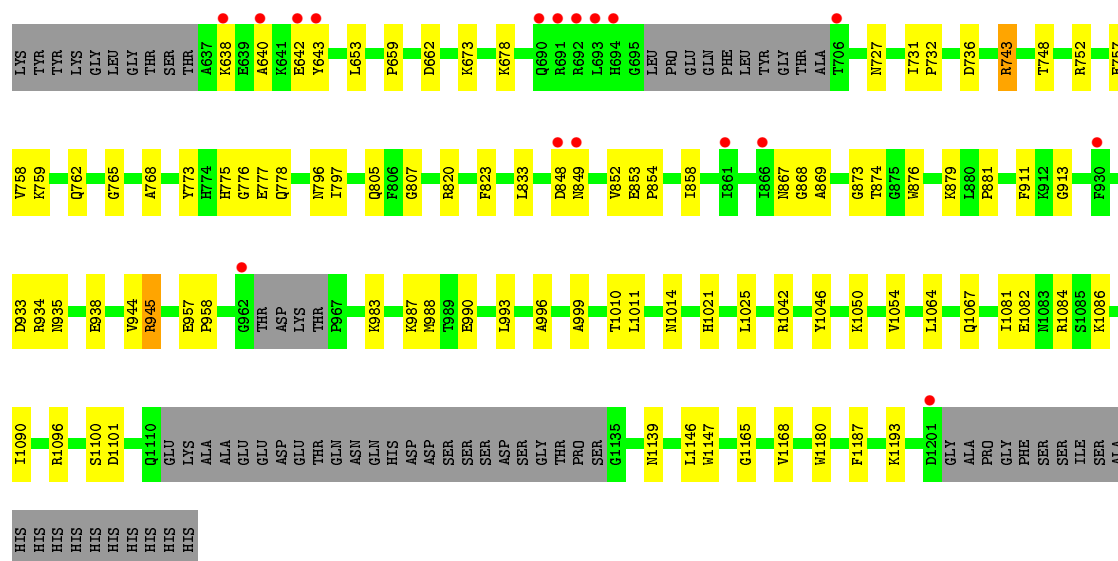 LYS TYR TYR LYS GLY LEU GLY THR SER THR A637 K638 E639 A640 K641 E642 Y643 L653 P659 D662 K673 K678 Q690 R691 R692 L693 H694 G695 LEU PRO GLU GLN PHE LEU TYR GLY THR ALA T706 N727 I731 P732 D736 R743 T748 R752 E757
V758 K759 Q762 G765 A768 Y773 H774 H775 G776 E777 Q778 N796 I797 Q805 F806 G807 R820 F823 L833 D848 N849 V852 E853 P854 I858 I861 I866 N867 G868 A869 G873 T874 G875 W876 K879 L880 P881 F911 K912 G913 F930
D933 R934 N935 E938 V944 R945 E957 P958 G962 THR ASP LYS THR P967 K983 K987 M988 T989 E990 L993 A996 A999 T1010 L1011 N1014 H1021 L1025 R1042 Y1046 K1050 V1054 L1064 Q1067 I1081 E1082 N1083 R1084 S1085 K1086
I1090 R1096 S1100 D1101 Q1110 GLU LYS ALA ALA GLU GLU ASP GLU THR GLN ASN GLN HIS ASP ASP SER SER SER ASP SER GLY THR PRO SER G1135 N1139 L1146 W1147 G1165 V1168 W1180 F1187 K1193 D1201 GLY ALA PRO GLY PHE SER SER ILE SER ALA
HIS HIS HIS HIS HIS HIS HIS HIS HIS HIS